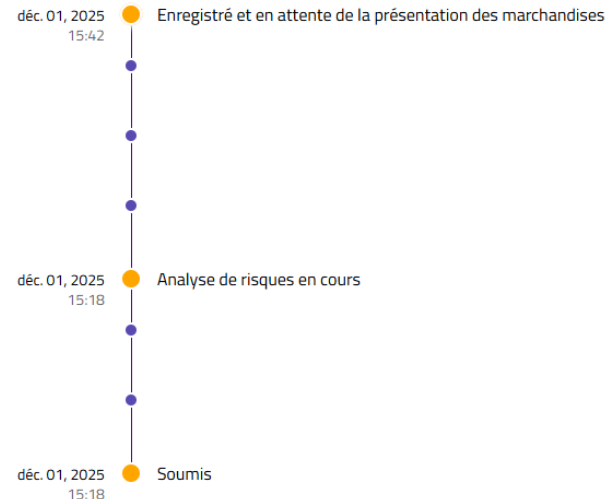 déc. 01, 2025 Enregistré et en attente de la présentation des marchandises
15:42
déc. 01, 2025 Analyse de risques en cours
15:18
déc. 01, 2025 Soumis
15:18